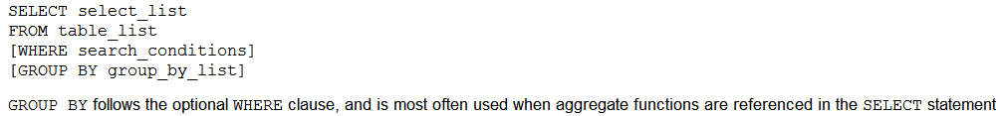 SELECT select_list
FROM table_list
[WHERE search_conditions]
[GROUP BY group_by_list]
GROUP BY follows the optional WHERE clause, and is most often used when aggregate functions are referenced in the SELECT statement